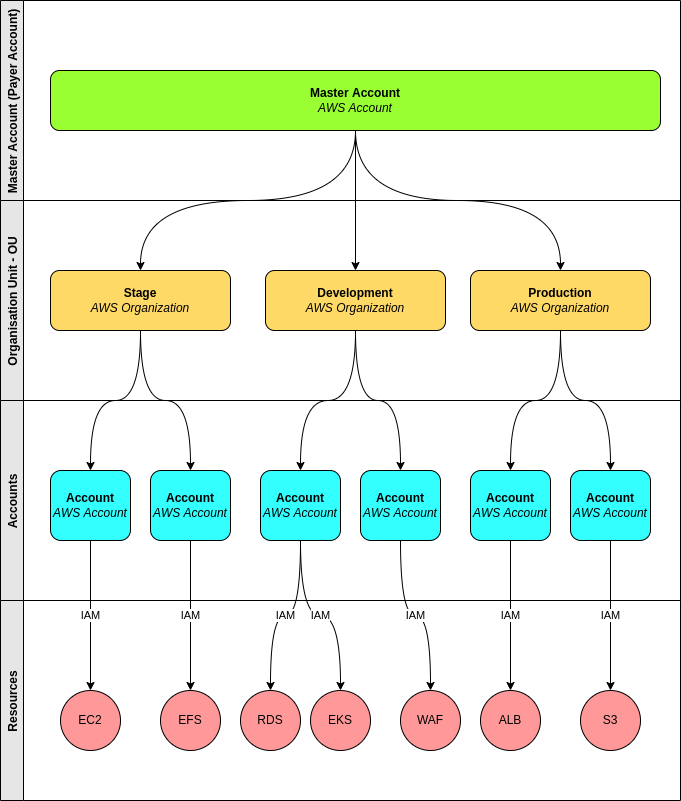 Master Account (Payer Account)
Master Account
AWS Account
Organisation Unit - OU
Stage
AWS Organization
Development
AWS Organization
Production
AWS Organization
Accounts
Account
AWS Account
Account
AWS Account
Account
AWS Account
Account
AWS Account
Account
AWS Account
Account
AWS Account
Resources
IAM
IAM
IAM
IAM
IAM
IAM
IAM
EC2
EFS
RDS
EKS
WAF
ALB
S3